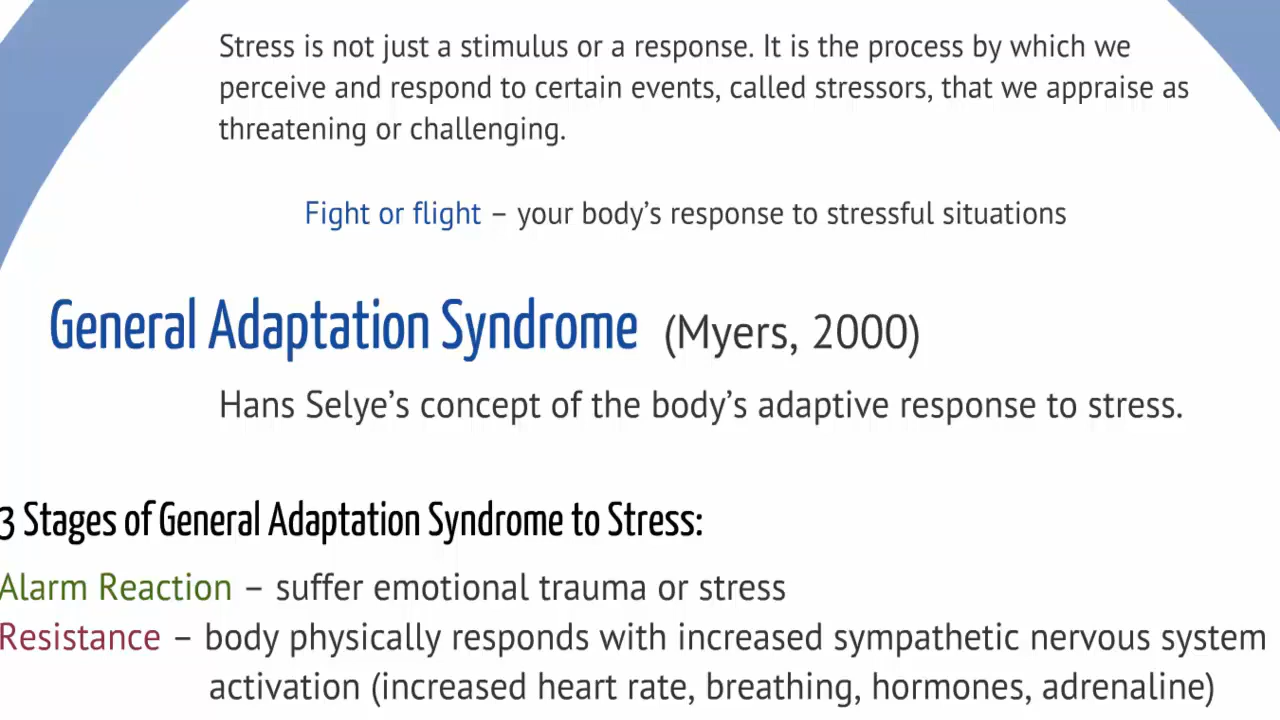 Stress is not just a stimulus or a response. It is the process by which we
perceive and respond to certain events, called stressors, that we appraise as
threatening or challenging.
Fight or flight – your body’s response to stressful situations
General Adaptation Syndrome (Myers, 2000)
Hans Selye’s concept of the body’s adaptive response to stress.
3 Stages of General Adaptation Syndrome to Stress:
Alarm Reaction – suffer emotional trauma or stress
Resistance – body physically responds with increased sympathetic nervous system
activation (increased heart rate, breathing, hormones, adrenaline)